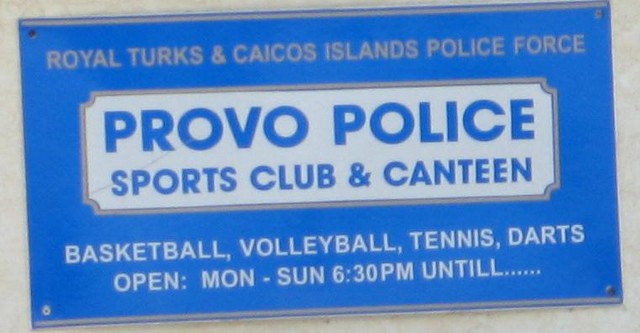 ROYAL TURKS & CAICOS ISLANDS POLICE FORCE
PROVO POLICE
SPORTS CLUB & CANTEEN
BASKETBALL, VOLLEYBALL, TENNIS, DARTS
OPEN: MON - SUN 6:30PM UNTILL......